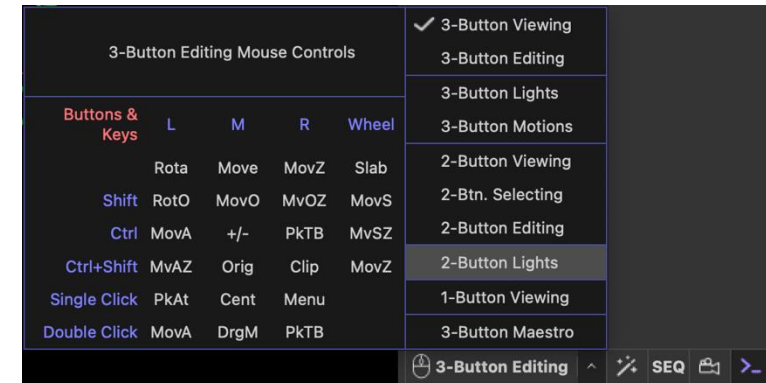 3-Button Editing Mouse Controls
Buttons &
Keys
L M R Wheel
Rota Move MovZ Slab
Shift RotO MovO MvOZ MovS
Ctrl MovA +/- PkTB MvSZ
Ctrl+Shift MvAZ Orig Clip MovZ
Single Click PkAt Cent Menu
Double Click MovA DrgM PkTB
3-Button Viewing
3-Button Editing
3-Button Lights
3-Button Motions
2-Button Viewing
2-Btn. Selecting
2-Button Editing
2-Button Lights
1-Button Viewing
3-Button Maestro
3-Button Editing
SEQ